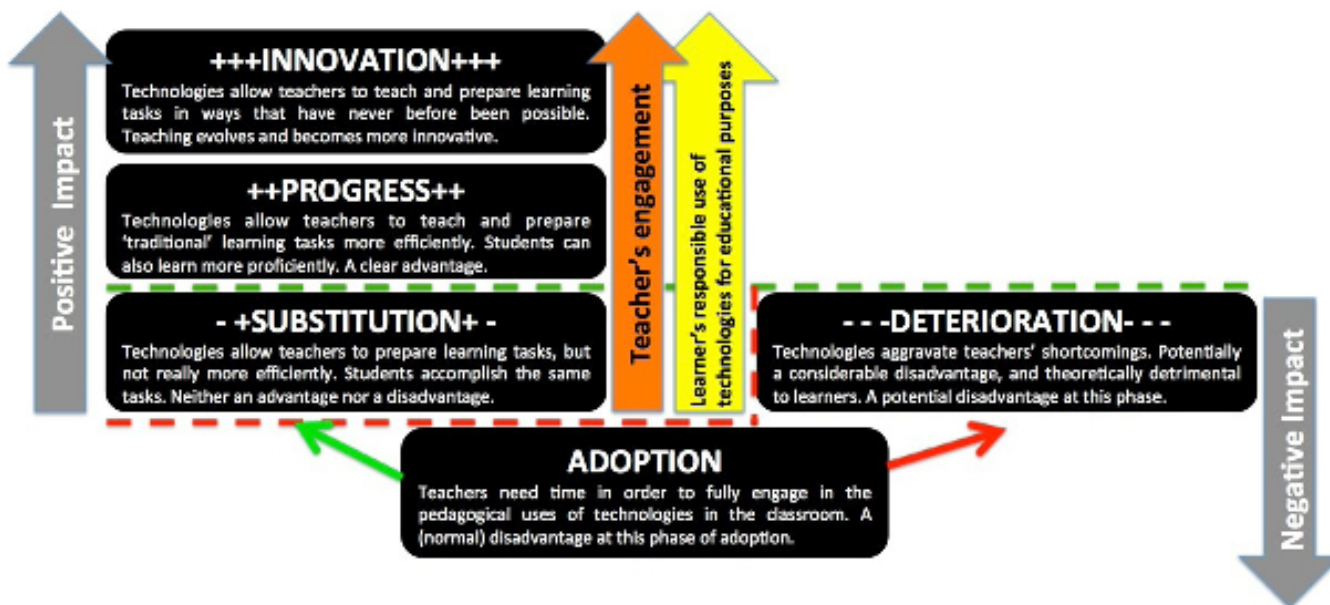 Positive Impact
+++INNOVATION+++
Technologies allow teachers to teach and prepare learning
tasks in ways that have never before been possible.
Teaching evolves and becomes more innovative.
++PROGRESS++
Technologies allow teachers to teach and prepare
‘traditional’ learning tasks more efficiently. Students can
also learn more proficiently. A clear advantage.
- +SUBSTITUTION+ -
Technologies allow teachers to prepare learning tasks, but
not really more efficiently. Students accomplish the same
tasks. Neither an advantage nor a disadvantage.
Teacher's engagement
Learner's responsible use of
technologies for educational purposes
- - -DETERIORATION- - -
Technologies aggravate teachers’ shortcomings. Potentially
a considerable disadvantage, and theoretically detrimental
to learners. A potential disadvantage at this phase.
Negative Impact
ADOPTION
Teachers need time in order to fully engage in the
pedagogical uses of technologies in the classroom. A
(normal) disadvantage at this phase of adoption.